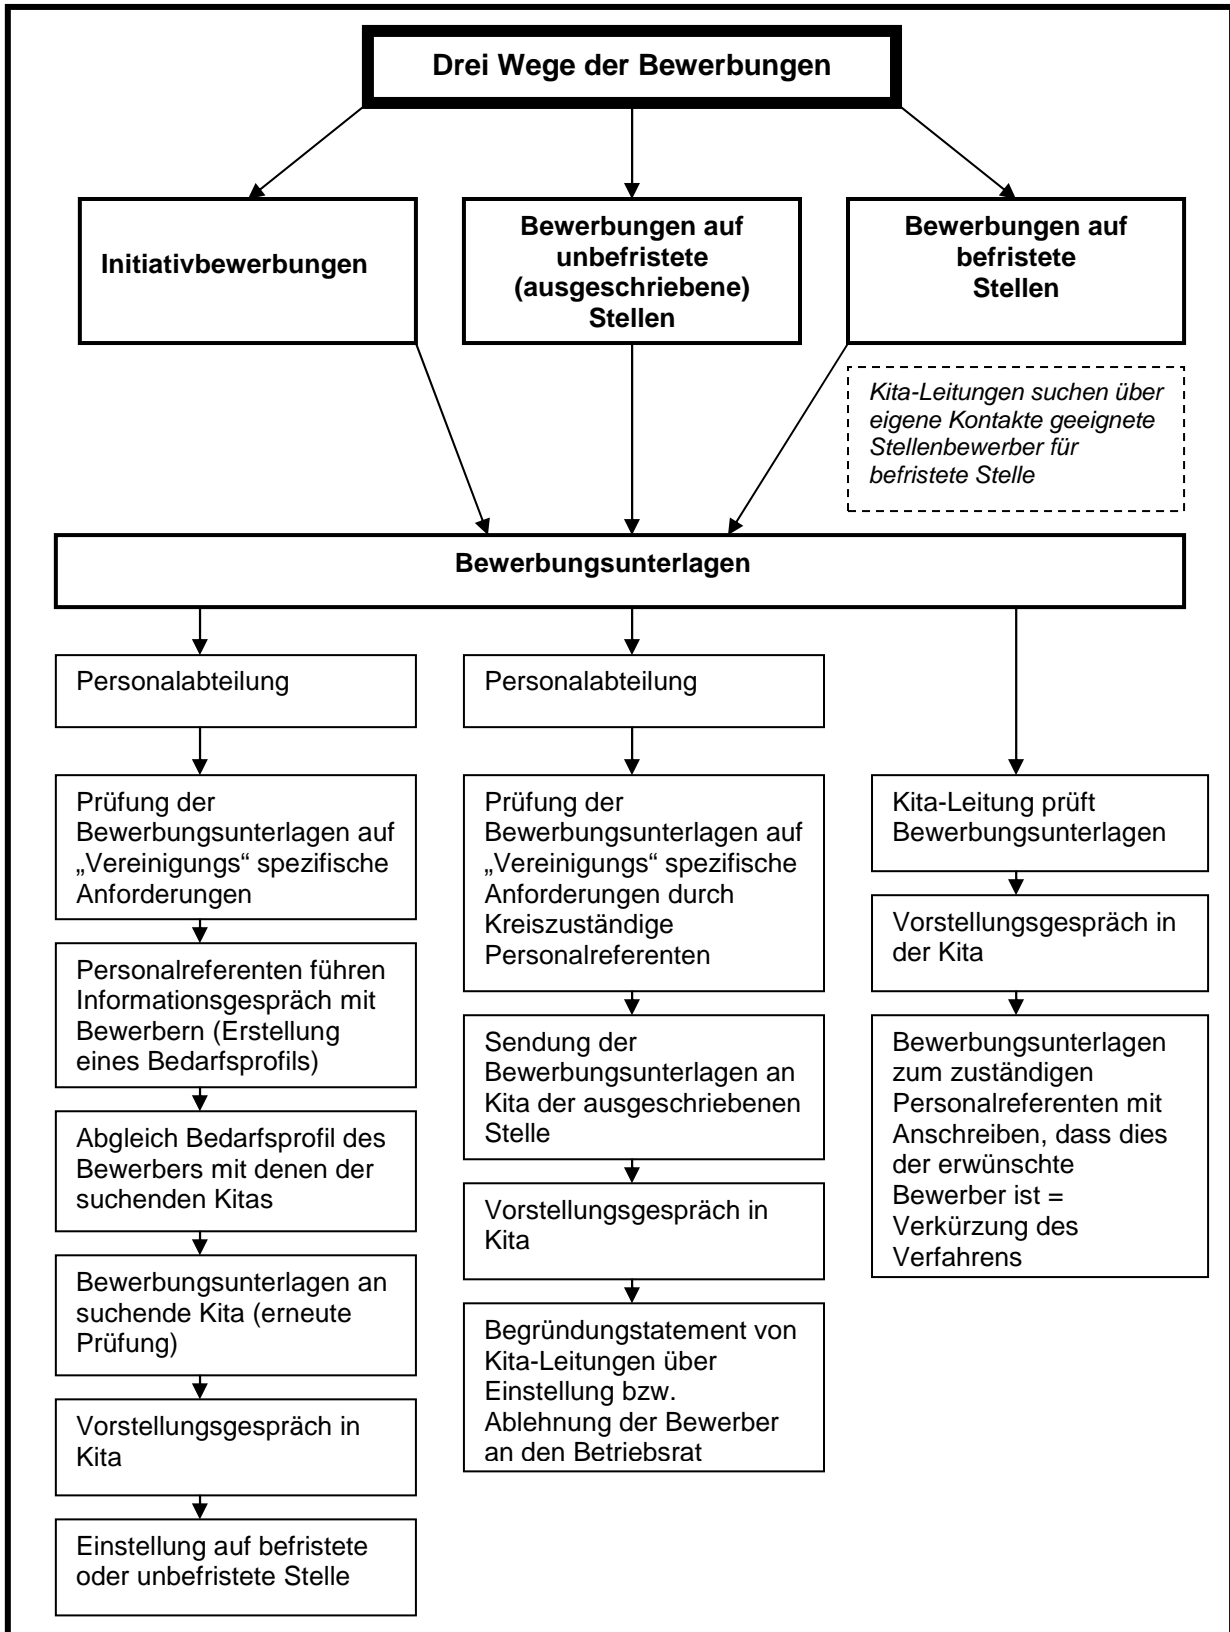 Drei Wege der Bewerbungen
Initiativbewerbungen
Bewerbungen auf
unbefristete
(ausgeschriebene)
Stellen
Bewerbungen auf
befristete
Stellen
Kita-Leitungen suchen über
eigene Kontakte geeignete
Stellenbewerber für
befristete Stelle
Bewerbungsunterlagen
Personalabteilung
Prüfung der
Bewerbungsunterlagen auf
„Vereinigungs“ spezifische
Anforderungen
Personalreferenten führen
Informationsgespräch mit
Bewerbern (Erstellung
eines Bedarfsprofils)
Abgleich Bedarfsprofil des
Bewerbers mit denen der
suchenden Kitas
Bewerbungsunterlagen an
suchende Kita (erneute
Prüfung)
Vorstellungsgespräch in
Kita
Einstellung auf befristete
oder unbefristete Stelle
Personalabteilung
Prüfung der
Bewerbungsunterlagen auf
„Vereinigungs“ spezifische
Anforderungen durch
Kreiszuständige
Personalreferenten
Sendung der
Bewerbungsunterlagen an
Kita der ausgeschriebenen
Stelle
Vorstellungsgespräch in
Kita
Begründungstatement von
Kita-Leitungen über
Einstellung bzw.
Ablehnung der Bewerber
an den Betriebsrat
Kita-Leitung prüft
Bewerbungsunterlagen
Vorstellungsgespräch in
der Kita
Bewerbungsunterlagen
zum zuständigen
Personalreferenten mit
Anschreiben, dass dies
der erwünschte
Bewerber ist =
Verkürzung des
Verfahrens